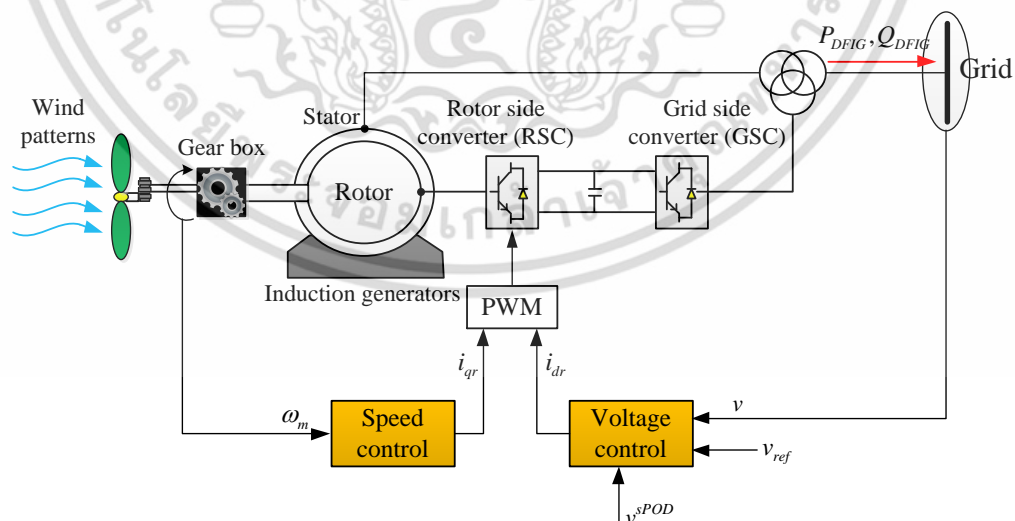 P_DFIG, Q_DFIG
Grid
Wind
patterns
Gear box
Stator
Rotor side
converter (RSC)
Grid side
converter (GSC)
Rotor
Induction generators
PWM
i_qr
i_dr
ω_m
Speed
control
Voltage
control
v
v_ref
v^sPOD